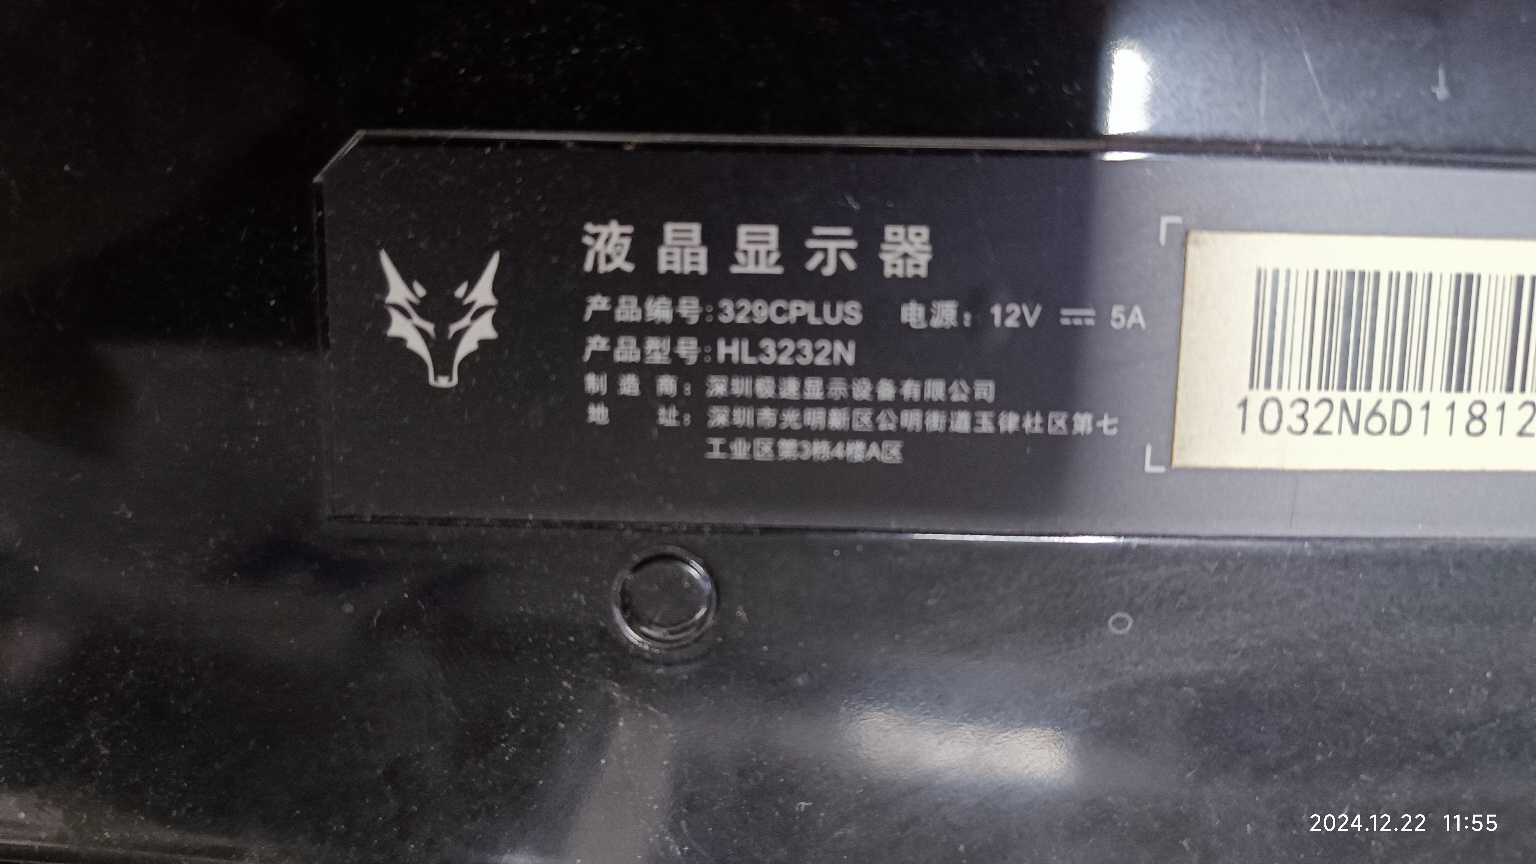 液晶显示器
产品编号:329CPLUS 电源：12V ⎓ 5A
产品型号:HL3232N
制造商：深圳极速显示设备有限公司
地址：深圳市光明新区公明街道玉律社区第七
工业区第3栋4楼A区
1032N6D11812
2024.12.22 11:55